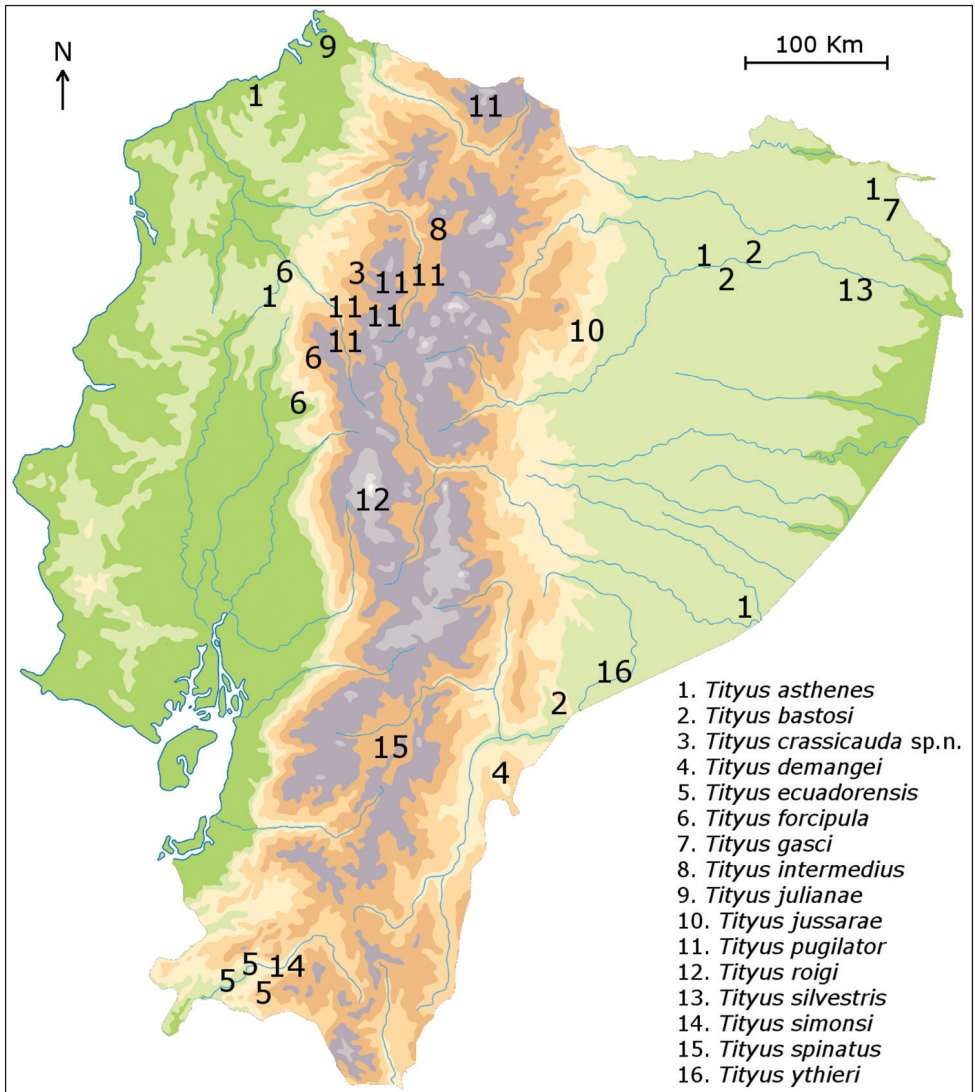 N
100 Km
9
1
11
1
7
8
1
2
6
3
11
11
2
13
1
11
11
10
11
6
6
12
1
16
2
15
4
5
14
5
5
1. Tityus asthenes
2. Tityus bastosi
3. Tityus crassicauda sp.n.
4. Tityus demangei
5. Tityus ecuadorensis
6. Tityus forcipula
7. Tityus gasci
8. Tityus intermedius
9. Tityus julianae
10. Tityus jussarae
11. Tityus pugilator
12. Tityus roigi
13. Tityus silvestris
14. Tityus simonsi
15. Tityus spinatus
16. Tityus ythieri